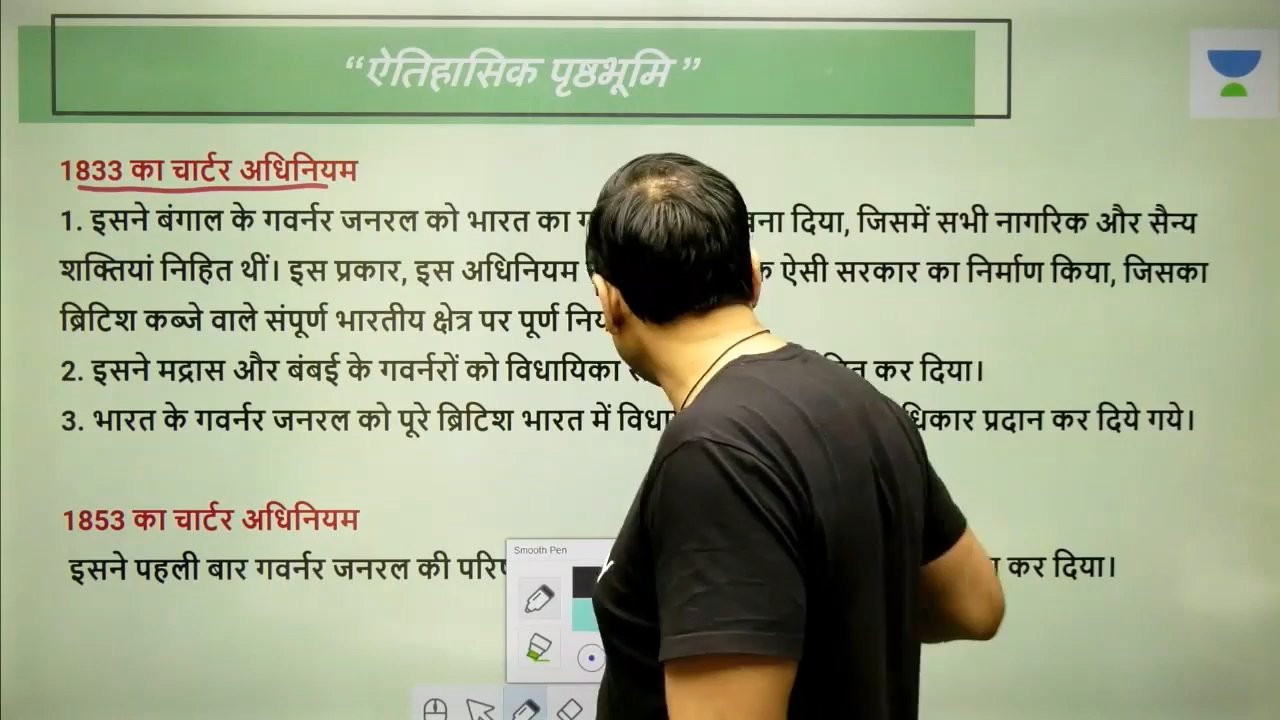 “ऐतिहासिक पृष्ठभूमि”
1833 का चार्टर अधिनियम
1. इसने बंगाल के गवर्नर जनरल को भारत का दिया, जिसमें सभी नागरिक और सैन्य
शक्तियां निहित थीं। इस प्रकार, इस अधिनियम ऐसी सरकार का निर्माण किया, जिसका
ब्रिटिश कब्जे वाले संपूर्ण भारतीय क्षेत्र पर पूर्ण
2. इसने मद्रास और बंबई के गवर्नरों को विधायिका कर दिया।
3. भारत के गवर्नर जनरल को पूरे ब्रिटिश भारत में प्रदान कर दिये गये।
1853 का चार्टर अधिनियम
इसने पहली बार गवर्नर जनरल की कर दिया।
Smooth Pen